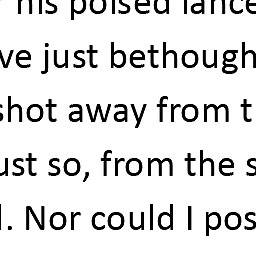 his poised lance
ve just bethough
shot away from t
ust so, from the s
. Nor could I pos